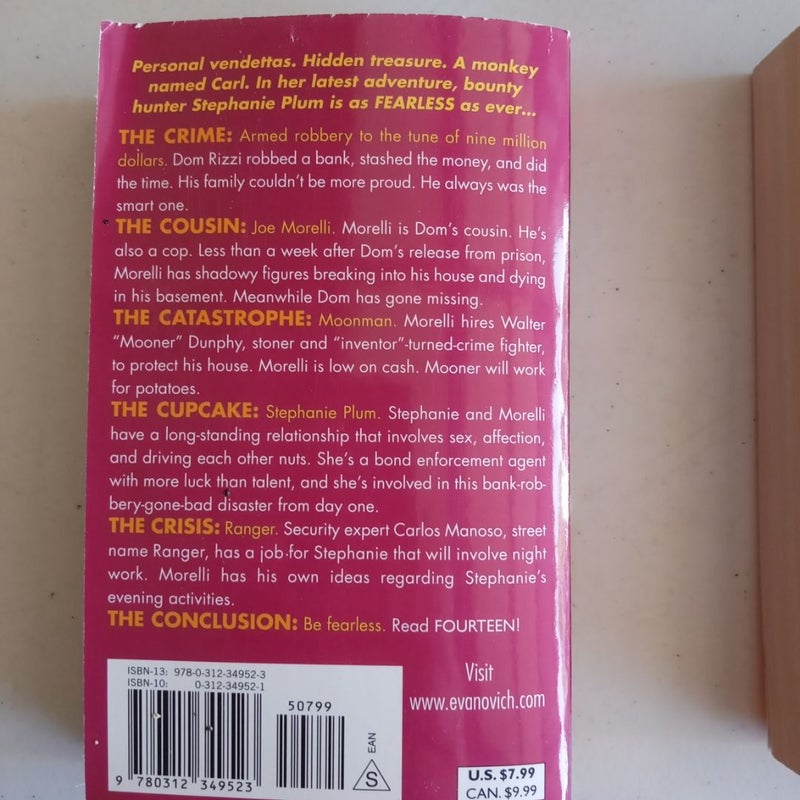 Personal vendettas. Hidden treasure. A monkey
named Carl. In her latest adventure, bounty
hunter Stephanie Plum is as FEARLESS as ever...
THE CRIME: Armed robbery to the tune of nine million
dollars. Dom Rizzi robbed a bank, stashed the money, and did
the time. His family couldn't be more proud. He always was the
smart one.
THE COUSIN: Joe Morelli. Morelli is Dom's cousin. He's
also a cop. Less than a week after Dom's release from prison,
Morelli has shadowy figures breaking into his house and dying
in his basement. Meanwhile Dom has gone missing.
THE CATASTROPHE: Moonman. Morelli hires Walter
"Mooner" Dunphy, stoner and "inventor"-turned-crime fighter,
to protect his house. Morelli is low on cash. Mooner will work
for potatoes.
THE CUPCAKE: Stephanie Plum. Stephanie and Morelli
have a long-standing relationship that involves sex, affection,
and driving each other nuts. She's a bond enforcement agent
with more luck than talent, and she's involved in this bank-rob-
bery-gone-bad disaster from day one.
THE CRISIS: Ranger. Security expert Carlos Manoso, street
name Ranger, has a job for Stephanie that will involve night
work. Morelli has his own ideas regarding Stephanie's
evening activities.
THE CONCLUSION: Be fearless. Read FOURTEEN!
ISBN-13: 978-0-312-34952-3
ISBN-10: 0-312-34952-1
50799
9 780312 349523
EAN
S
Visit
www.evanovich.com
U.S. $7.99
CAN. $9.99